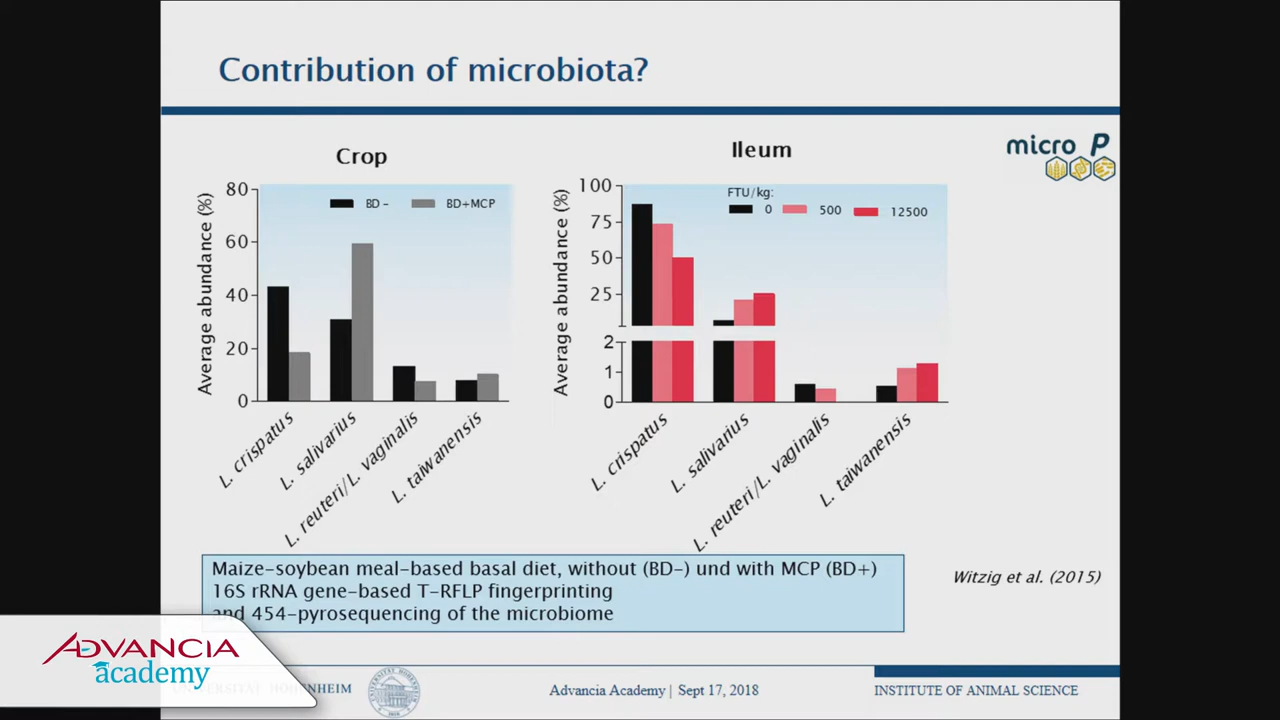 Contribution of microbiota?
micro P
Crop
Average abundance (%)
80
60
40
20
0
BD -
BD+MCP
L. crispatus
L. salivarius
L. reuteri/L. vaginalis
L. taiwanensis
Ileum
Average abundance (%)
100
75
50
25
2
1
0
FTU/kg:
0
500
12500
L. crispatus
L. salivarius
L. reuteri/L. vaginalis
L. taiwanensis
Maize-soybean meal-based basal diet, without (BD-) und with MCP (BD+)
16S rRNA gene-based T-RFLP fingerprinting
and 454-pyrosequencing of the microbiome
Witzig et al. (2015)
ADVANCIA
academy
UNIVERSITÄT HOHENHEIM
Advancia Academy | Sept 17, 2018
INSTITUTE OF ANIMAL SCIENCE